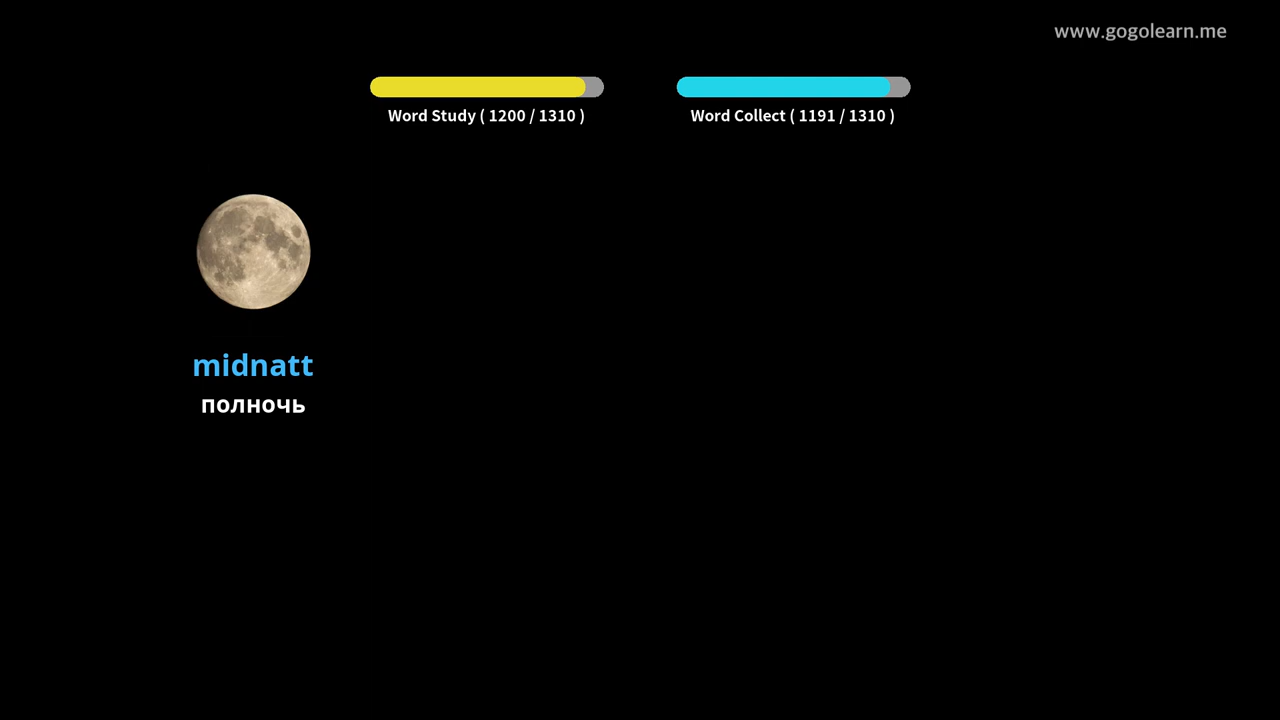 www.gogolearn.me
Word Study ( 1200 / 1310 )
Word Collect ( 1191 / 1310 )
midnatt
полночь